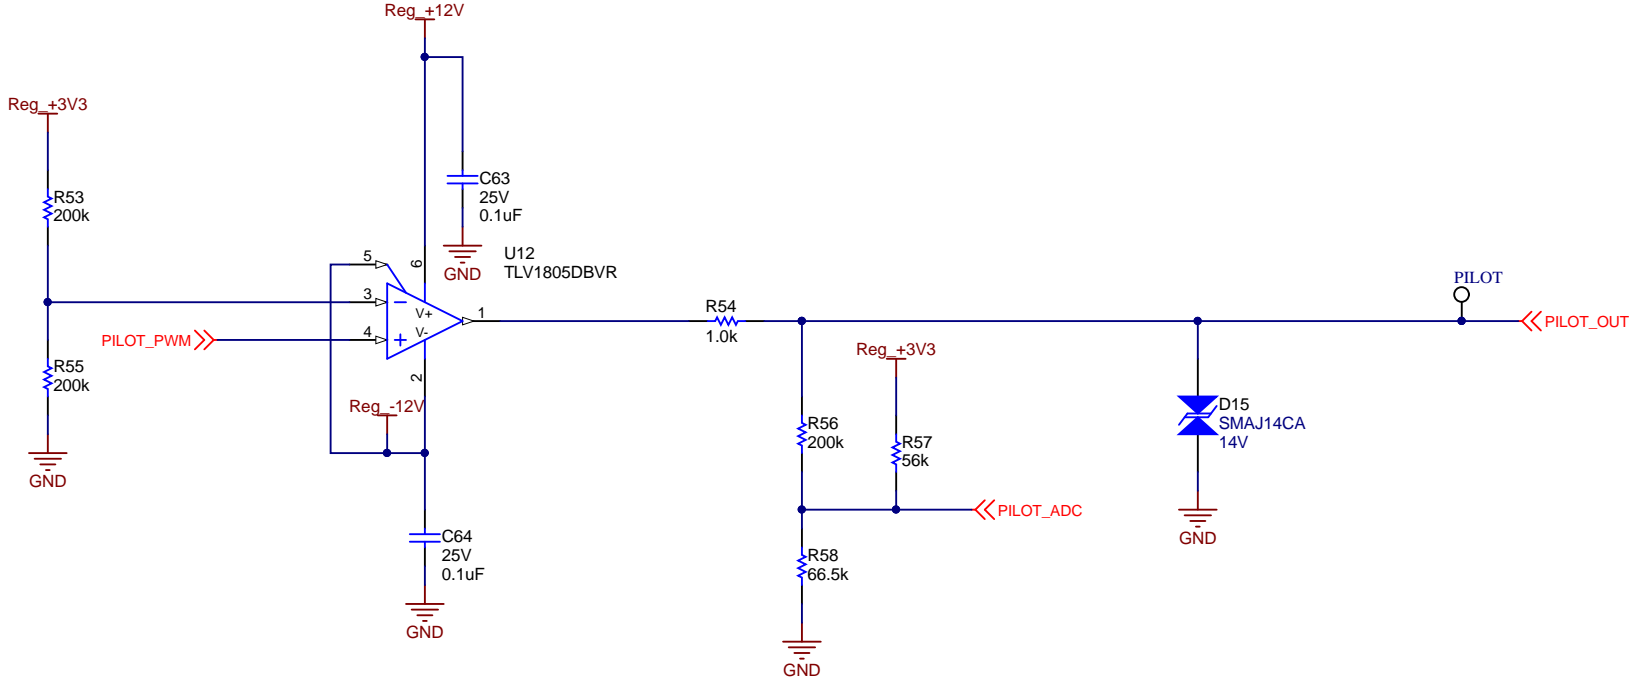 Reg_+12V
Reg_+3V3
R53
200k
C63
25V
0.1uF
GND
U12
TLV1805DBVR
5
6
3
4
1
2
V+
V-
PILOT_PWM
R55
200k
GND
Reg_-12V
C64
25V
0.1uF
GND
R54
1.0k
Reg_+3V3
R56
200k
R57
56k
PILOT_ADC
R58
66.5k
GND
PILOT
PILOT_OUT
D15
SMAJ14CA
14V
GND